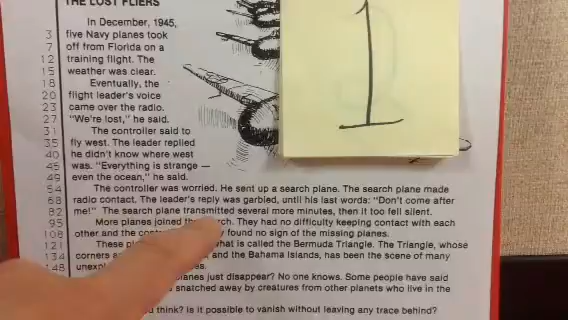 THE LOST FLIERS
In December, 1945,
3 five Navy planes took
7 off from Florida on a
12 training flight. The
15 weather was clear.
18 Eventually, the
20 flight leader's voice
23 came over the radio.
27 "We're lost," he said.
31 The controller said to
35 fly west. The leader replied
40 he didn't know where west
45 was. "Everything is strange —
49 even the ocean," he said.
54 The controller was worried. He sent up a search plane. The search plane made
68 radio contact. The leader's reply was garbled, until his last words: "Don't come after
82 me!" The search plane transmitted several more minutes, then it too fell silent.
95 More planes joined the search. They had no difficulty keeping contact with each
108 other and the found no sign of the missing planes.
121 These what is called the Bermuda Triangle. The Triangle, whose
134 corners and the Bahama Islands, has been the scene of many
148
planes just disappear? No one knows. Some people have said
snatched away by creatures from other planets who live in the
think? Is it possible to vanish without leaving any trace behind?
1